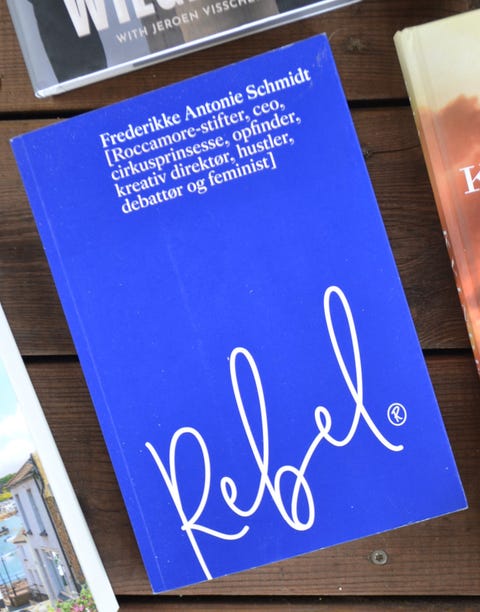 WITH JEROEN VISSCHE
Frederikke Antonie Schmidt
[Roccamore-stifter, ceo,
cirkusprinsesse, opfinder,
kreativ direktør, hustler,
debattør og feminist]
K
Rebel ®